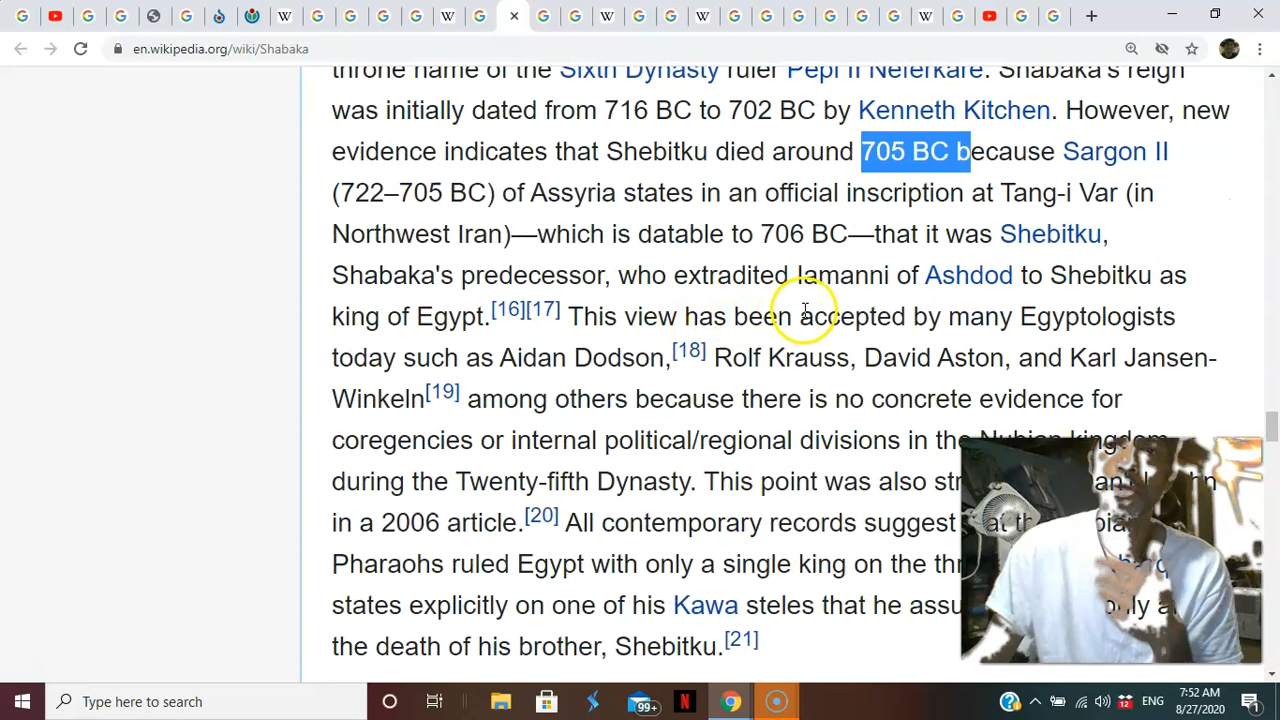 en.wikipedia.org/wiki/Shabaka
throne name of the Sixth Dynasty ruler Pepi II Neferkare. Shabaka's reign
was initially dated from 716 BC to 702 BC by Kenneth Kitchen. However, new
evidence indicates that Shebitku died around 705 BC because Sargon II
(722–705 BC) of Assyria states in an official inscription at Tang-i Var (in
Northwest Iran)—which is datable to 706 BC—that it was Shebitku,
Shabaka's predecessor, who extradited Iamanni of Ashdod to Shebitku as
king of Egypt.[16][17] This view has been accepted by many Egyptologists
today such as Aidan Dodson,[18] Rolf Krauss, David Aston, and Karl Jansen-
Winkeln[19] among others because there is no concrete evidence for
coregencies or internal political/regional divisions in the Nubian kingdom
during the Twenty-fifth Dynasty. This point was also
in a 2006 article.[20] All contemporary records suggest
Pharaohs ruled Egypt with only a single king on the
states explicitly on one of his Kawa steles that he
the death of his brother, Shebitku.[21]
Type here to search
99+
12
ENG
7:52 AM
8/27/2020
1